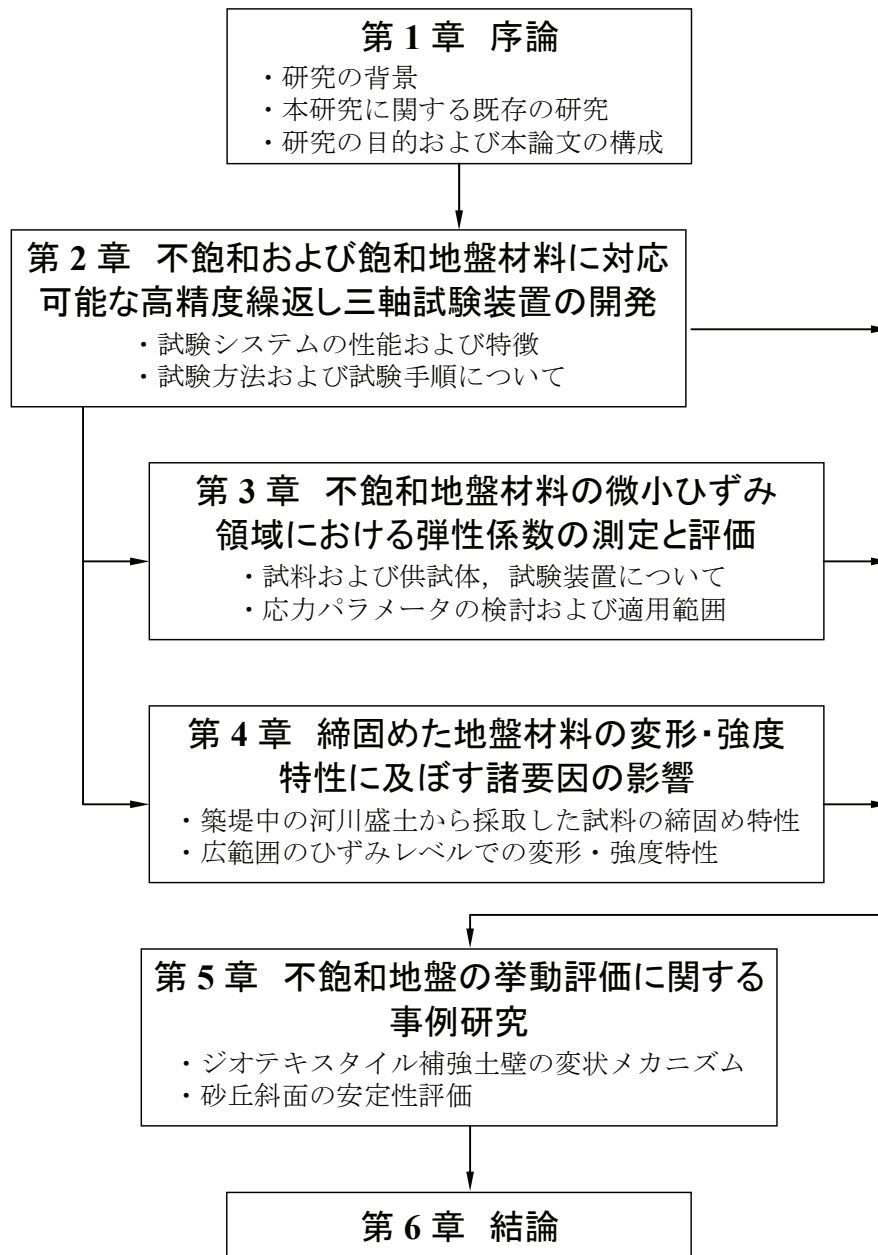 第 1 章 序論
・研究の背景
・本研究に関する既存の研究
・研究の目的および本論文の構成
第 2 章 不飽和および飽和地盤材料に対応
可能な高精度繰返し三軸試験装置の開発
・試験システムの性能および特徴
・試験方法および試験手順について
第 3 章 不飽和地盤材料の微小ひずみ
領域における弾性係数の測定と評価
・試料および供試体，試験装置について
・応力パラメータの検討および適用範囲
第 4 章 締固めた地盤材料の変形・強度
特性に及ぼす諸要因の影響
・築堤中の河川盛土から採取した試料の締固め特性
・広範囲のひずみレベルでの変形・強度特性
第 5 章 不飽和地盤の挙動評価に関する
事例研究
・ジオテキスタイル補強土壁の変状メカニズム
・砂丘斜面の安定性評価
第 6 章 結論